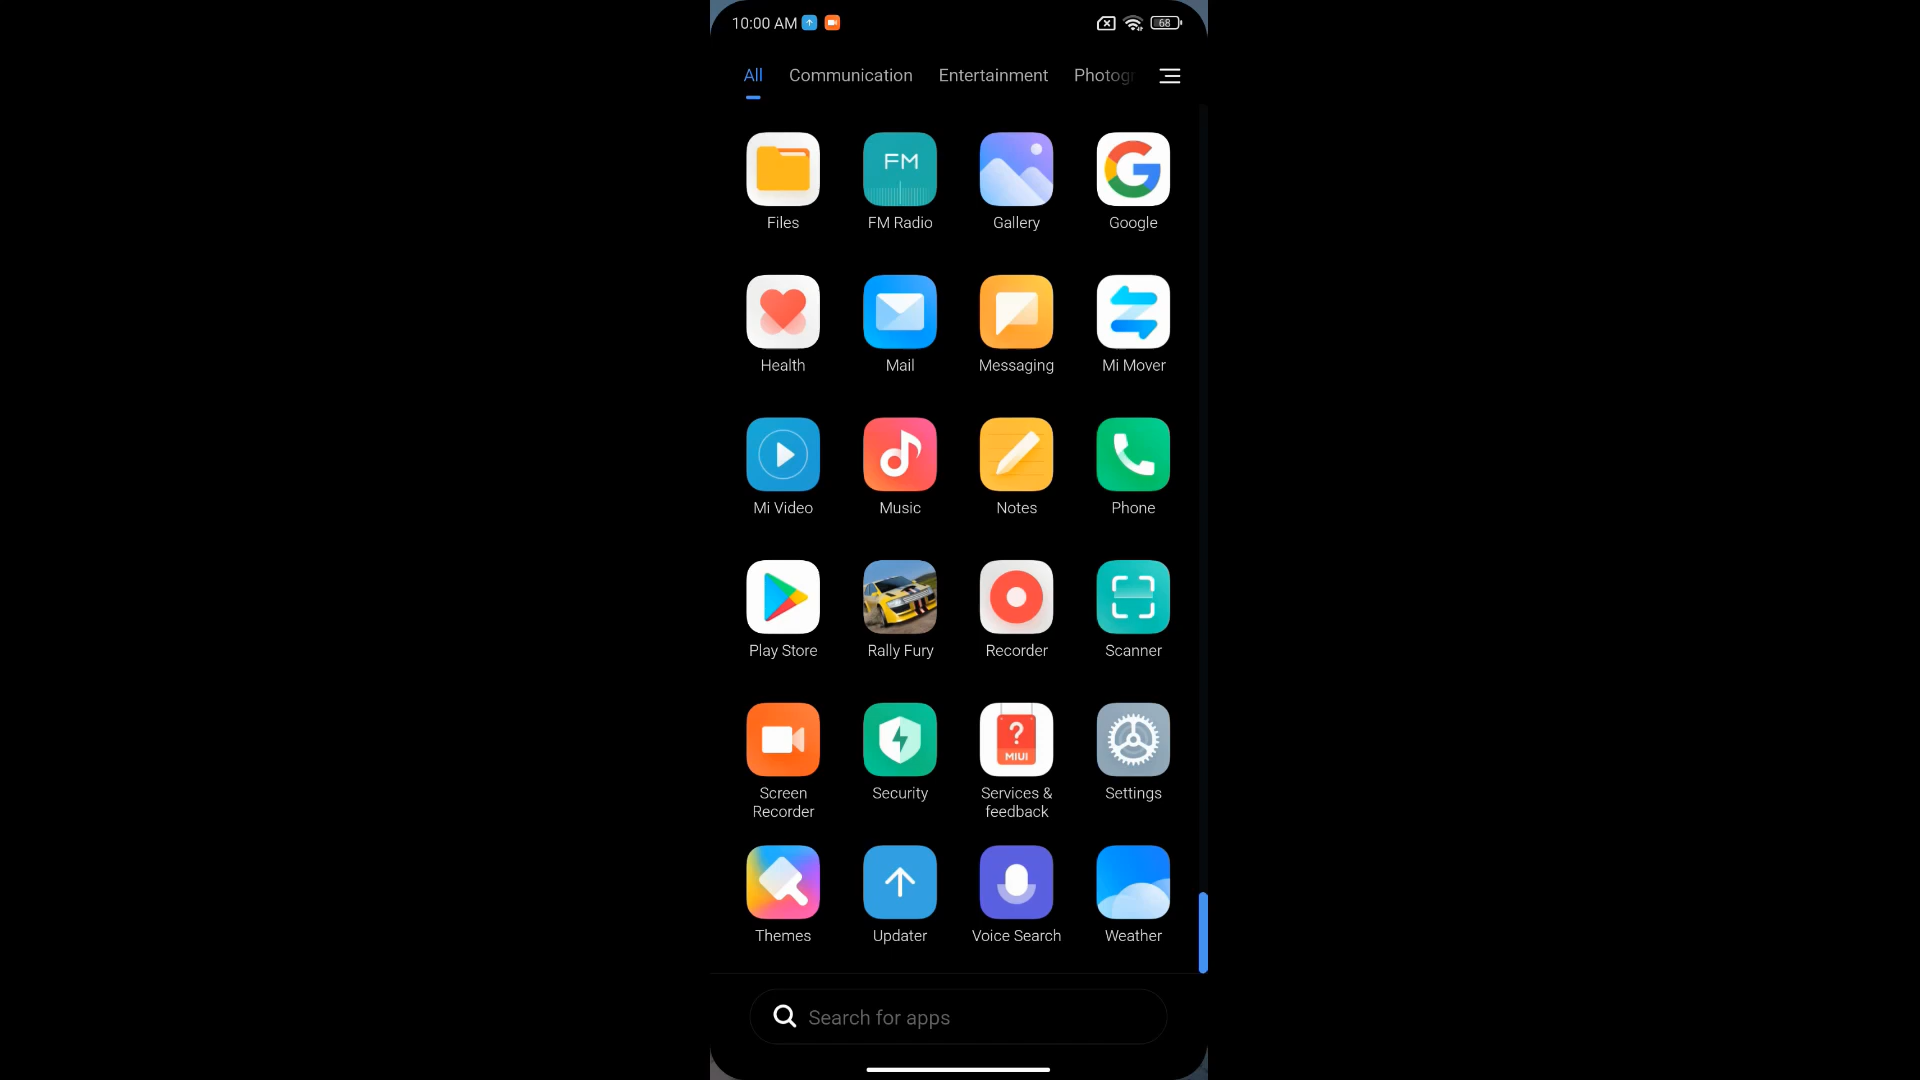 10:00 AM
68
All Communication Entertainment Photogr
FM
Files FM Radio Gallery Google
Health Mail Messaging Mi Mover
Mi Video Music Notes Phone
Play Store Rally Fury Recorder Scanner
?
MIUI
Screen Recorder Security Services & feedback Settings
Themes Updater Voice Search Weather
Search for apps